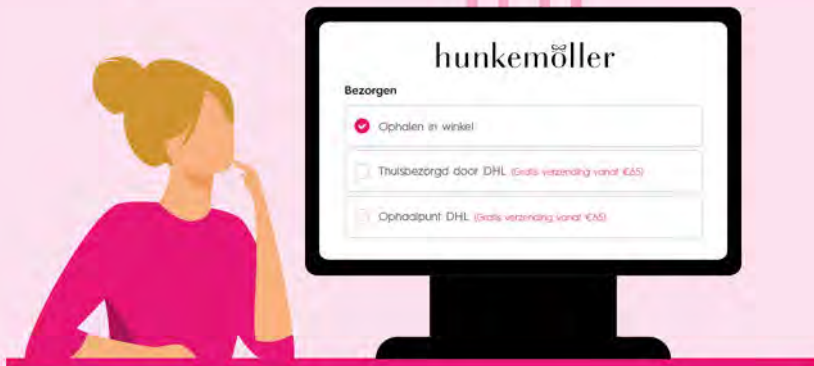 hunkemöller
Bezorgen
Ophalen in winkel
Thuisbezorgd door DHL (Gratis verzending vanaf €65)
Ophaalpunt DHL (Gratis verzending vanaf €65)